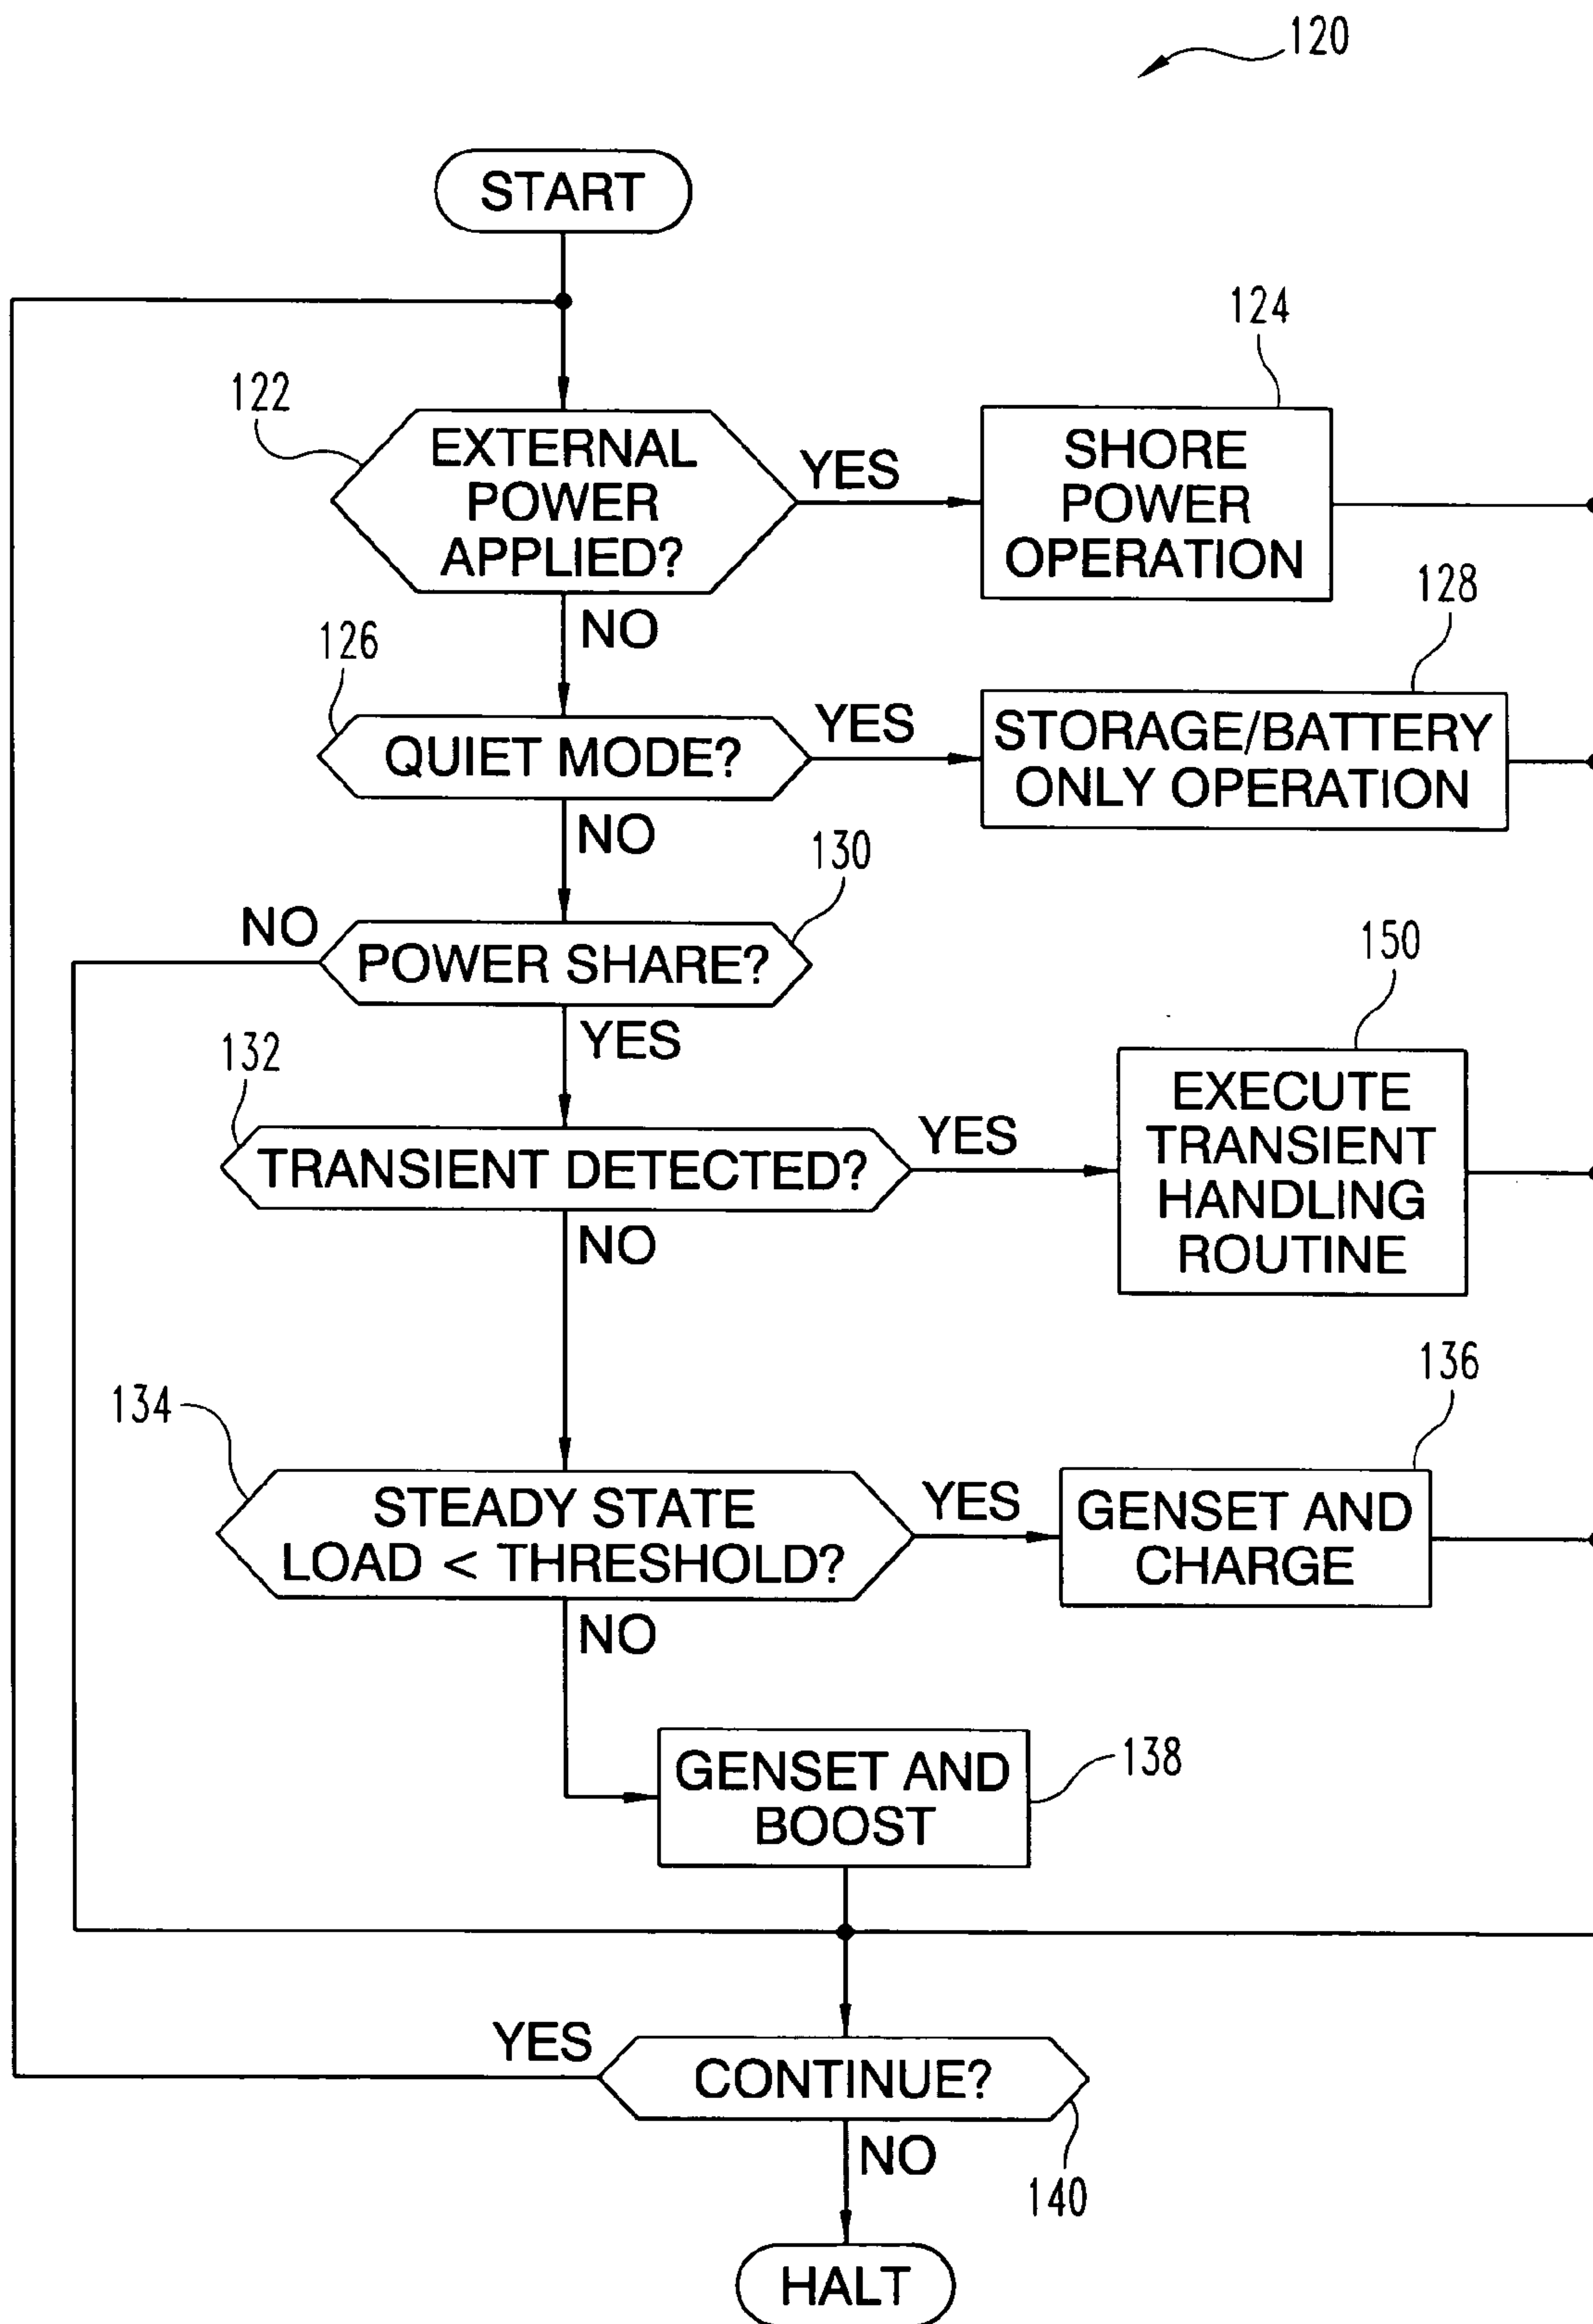 120
START
124
122
EXTERNAL
POWER
APPLIED?
YES
SHORE
POWER
OPERATION
NO
128
126
QUIET MODE?
YES
STORAGE/BATTERY
ONLY OPERATION
NO
130
NO
POWER SHARE?
150
YES
132
TRANSIENT DETECTED?
YES
EXECUTE
TRANSIENT
HANDLING
ROUTINE
NO
136
134
STEADY STATE
LOAD < THRESHOLD?
YES
GENSET AND
CHARGE
NO
GENSET AND
BOOST
138
YES
CONTINUE?
NO
140
HALT